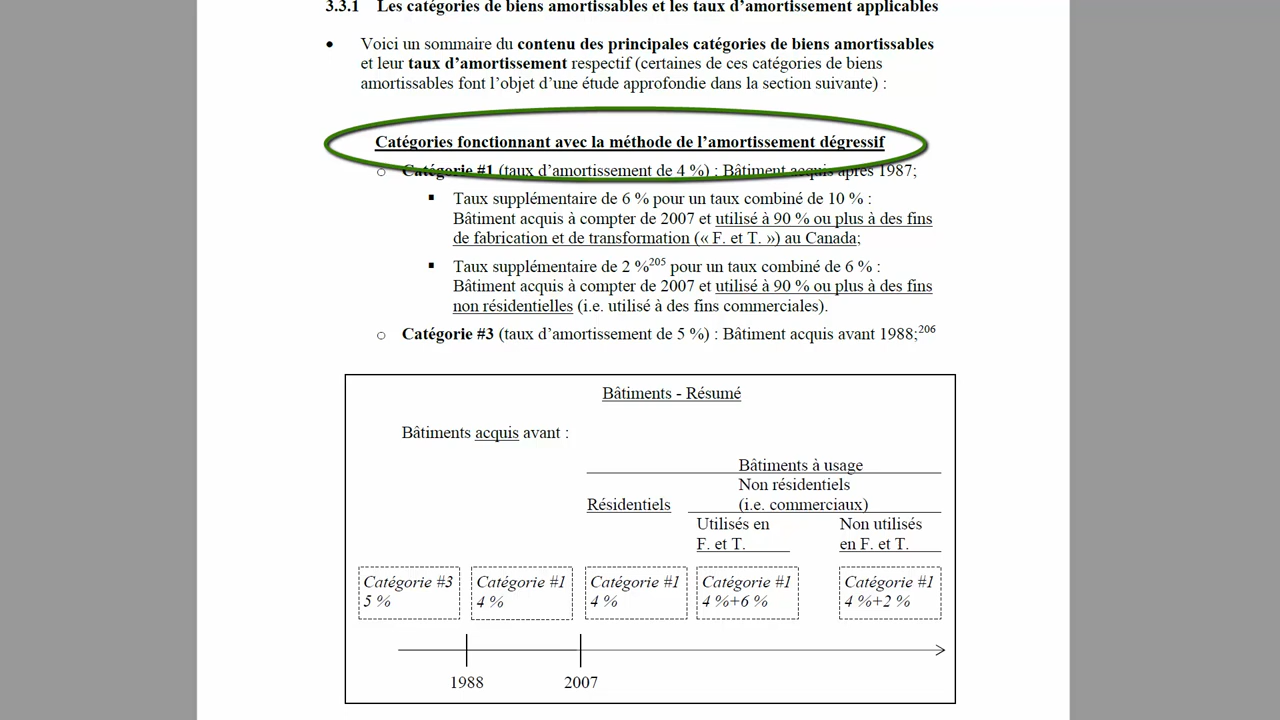 3.3.1 Les catégories de biens amortissables et les taux d'amortissement applicables
• Voici un sommaire du contenu des principales catégories de biens amortissables
et leur taux d'amortissement respectif (certaines de ces catégories de biens
amortissables font l'objet d'une étude approfondie dans la section suivante) :
Catégories fonctionnant avec la méthode de l'amortissement dégressif
o Catégorie #1 (taux d'amortissement de 4 %) : Bâtiment acquis après 1987;
▪ Taux supplémentaire de 6 % pour un taux combiné de 10 % :
Bâtiment acquis à compter de 2007 et utilisé à 90 % ou plus à des fins
de fabrication et de transformation (« F. et T. ») au Canada;
▪ Taux supplémentaire de 2 %205 pour un taux combiné de 6 % :
Bâtiment acquis à compter de 2007 et utilisé à 90 % ou plus à des fins
non résidentielles (i.e. utilisé à des fins commerciales).
o Catégorie #3 (taux d'amortissement de 5 %) : Bâtiment acquis avant 1988;206
Bâtiments - Résumé
Bâtiments acquis avant :
Bâtiments à usage
Non résidentiels
Résidentiels (i.e. commerciaux)
Utilisés en Non utilisés
F. et T. en F. et T.
Catégorie #3 Catégorie #1 Catégorie #1 Catégorie #1 Catégorie #1
5 % 4 % 4 % 4 %+6 % 4 %+2 %
1988 2007